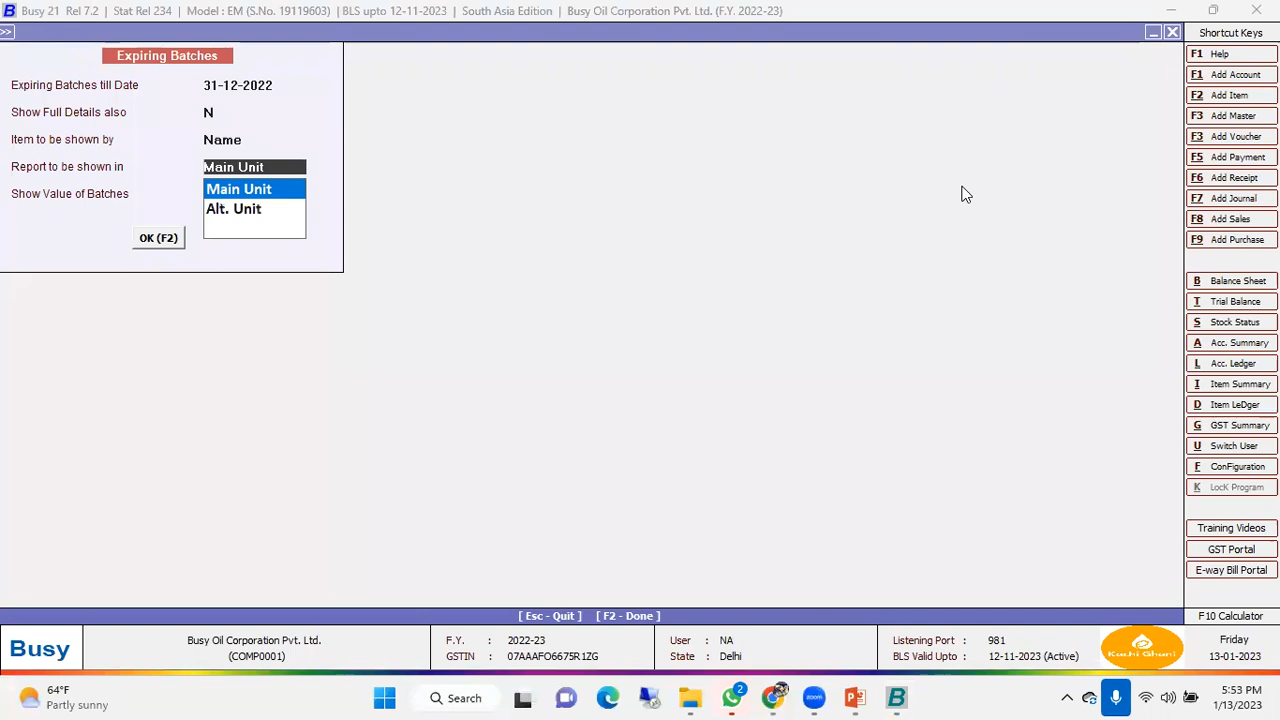 Busy 21 Rel 7.2 | Stat Rel 234 | Model : EM (S.No. 19119603) | BLS upto 12-11-2023 | South Asia Edition | Busy Oil Corporation Pvt. Ltd. (F.Y. 2022-23)
>>
Expiring Batches
Expiring Batches till Date 31-12-2022
Show Full Details also N
Item to be shown by Name
Report to be shown in Main Unit
Main Unit
Show Value of Batches
Alt. Unit
OK (F2)
Shortcut Keys
F1 Help
F1 Add Account
F2 Add Item
F3 Add Master
F3 Add Voucher
F5 Add Payment
F6 Add Receipt
F7 Add Journal
F8 Add Sales
F9 Add Purchase
B Balance Sheet
T Trial Balance
S Stock Status
A Acc. Summary
L Acc. Ledger
I Item Summary
D Item LeDger
G GST Summary
U Switch User
F ConFiguration
K LocK Program
Training Videos
GST Portal
E-way Bill Portal
[ Esc - Quit ] [ F2 - Done ]
F10 Calculator
Busy
Busy Oil Corporation Pvt. Ltd.
(COMP0001)
F.Y. : 2022-23
GSTIN : 07AAAFO6675R1ZG
User : NA
State : Delhi
Listening Port : 981
BLS Valid Upto : 12-11-2023 (Active)
Kachi Ghani
Friday
13-01-2023
64°F
Partly sunny
Search
2
zoom
5:53 PM
1/13/2023